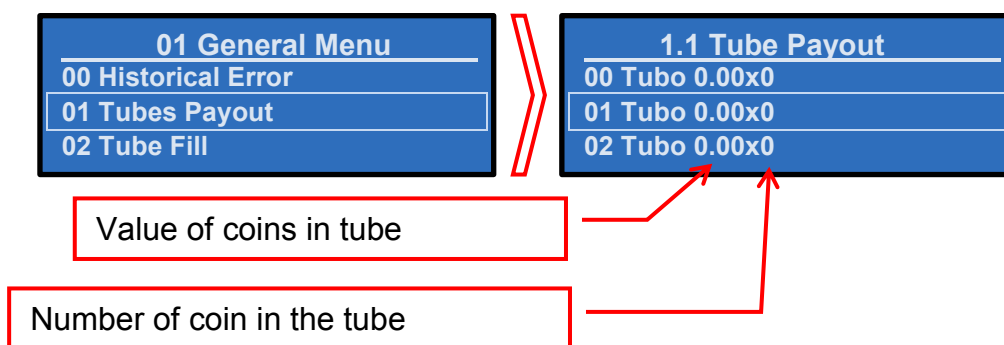 01 General Menu
00 Historical Error
01 Tubes Payout
02 Tube Fill
1.1 Tube Payout
00 Tubo 0.00x0
01 Tubo 0.00x0
02 Tubo 0.00x0
Value of coins in tube
Number of coin in the tube